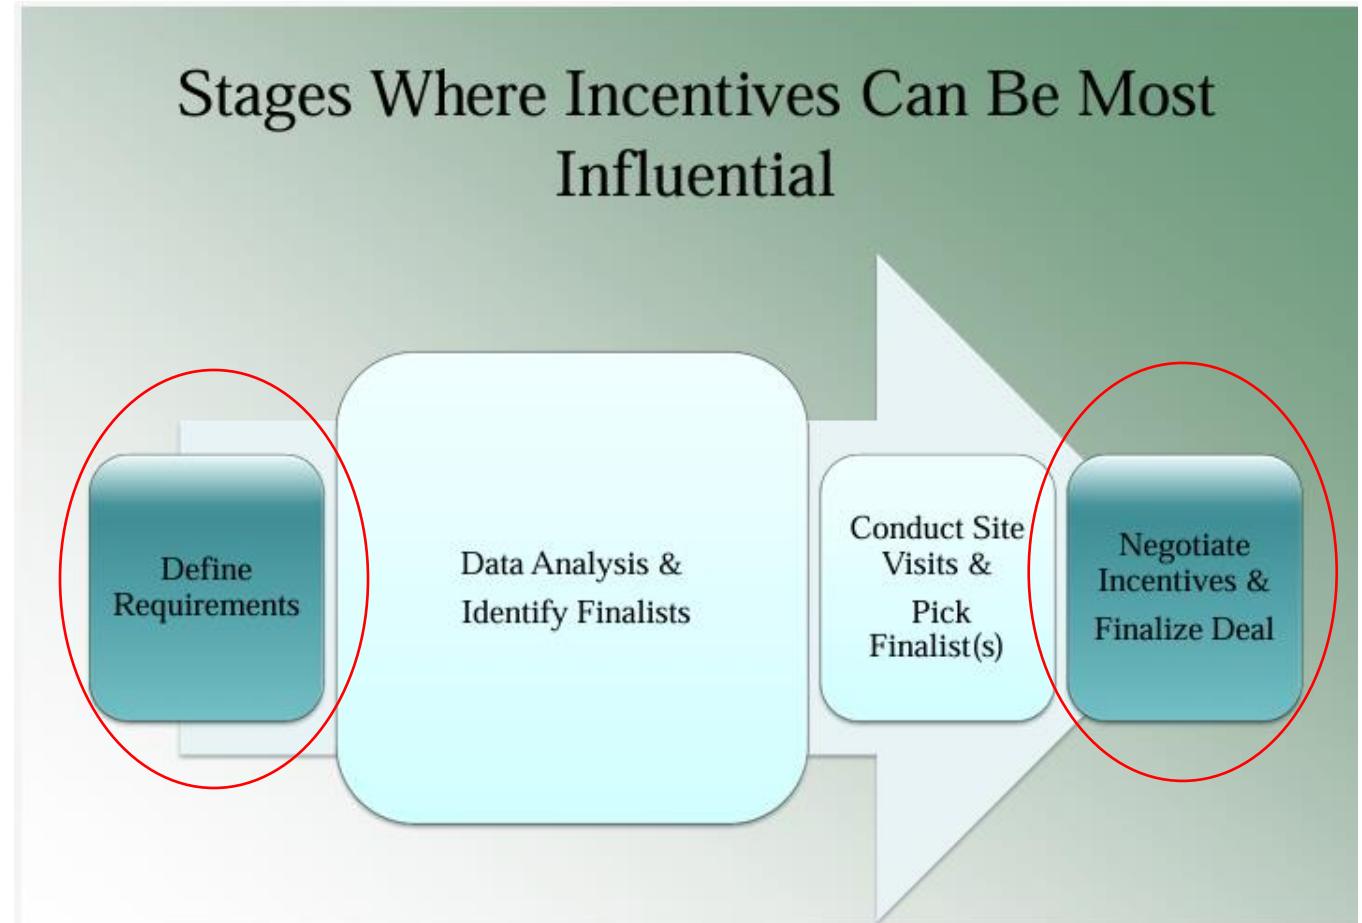 Stages Where Incentives Can Be Most
Influential
Define
Requirements
Data Analysis &
Identify Finalists
Conduct Site
Visits &
Pick
Finalist(s)
Negotiate
Incentives &
Finalize Deal